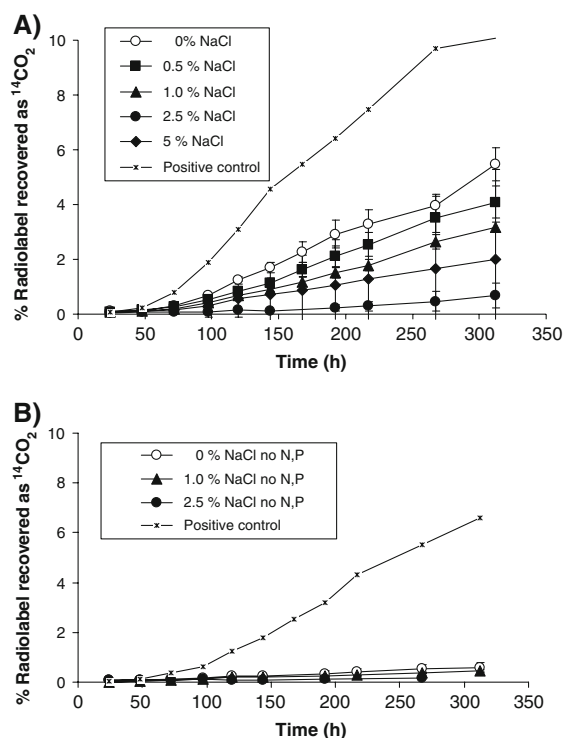 A)
% Radiolabel recovered as ¹⁴CO₂
10
8
6
4
2
0
0% NaCl
0.5 % NaCl
1.0 % NaCl
2.5 % NaCl
5 % NaCl
Positive control
0 50 100 150 200 250 300 350
Time (h)
B)
% Radiolabel recovered as ¹⁴CO₂
10
8
6
4
2
0
0 % NaCl no N,P
1.0 % NaCl no N,P
2.5 % NaCl no N,P
Positive control
0 50 100 150 200 250 300 350
Time (h)